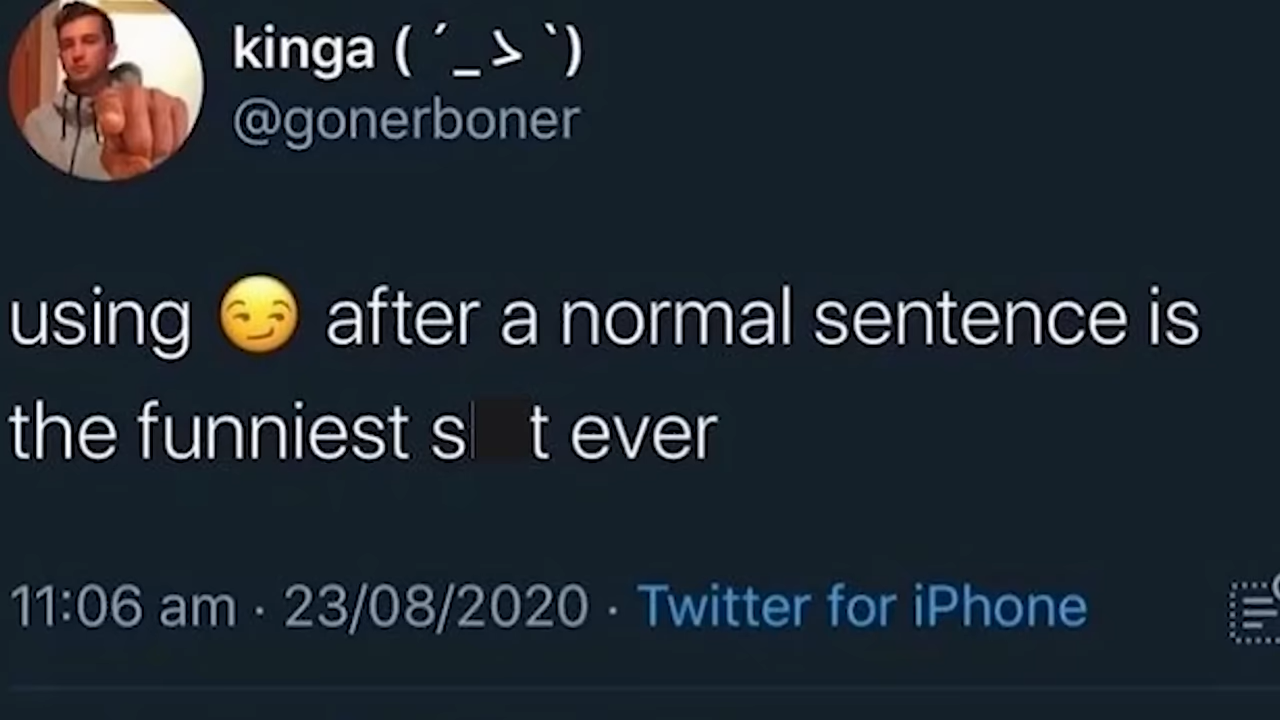 kinga ( ´_ゝ`)
@gonerboner
using 😏 after a normal sentence is
the funniest s t ever
11:06 am · 23/08/2020 · Twitter for iPhone